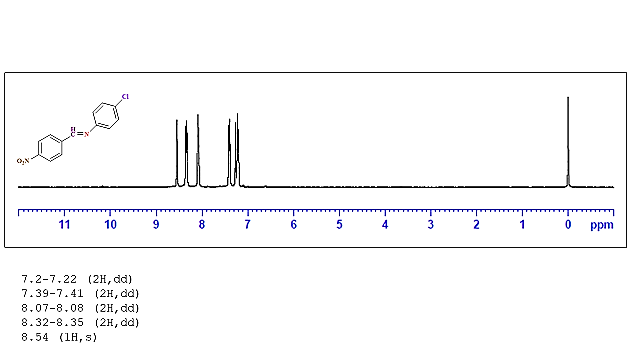 Cl
H
C=N
O2N
11 10 9 8 7 6 5 4 3 2 1 0 ppm
7.2-7.22 (2H,dd)
7.39-7.41 (2H,dd)
8.07-8.08 (2H,dd)
8.32-8.35 (2H,dd)
8.54 (1H,s)